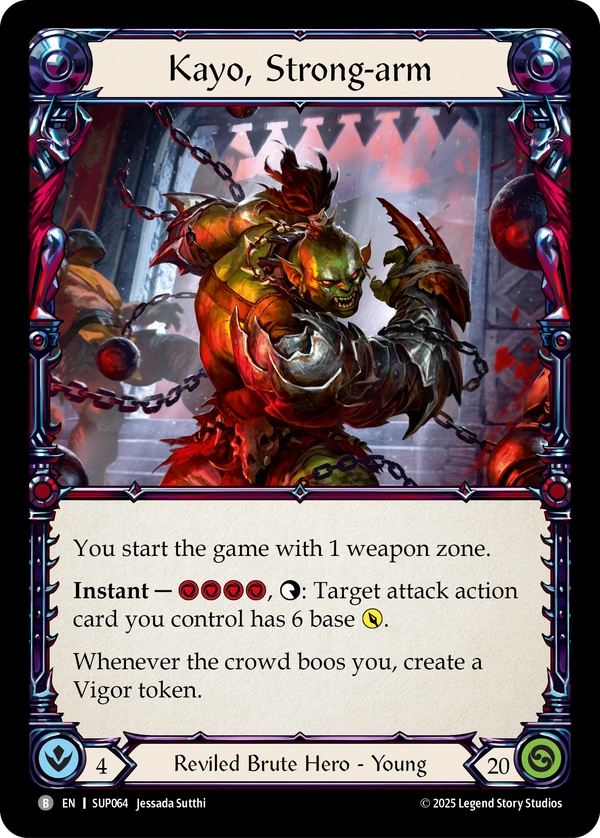 Kayo, Strong-arm
You start the game with 1 weapon zone.
Instant — , : Target attack action
card you control has 6 base .
Whenever the crowd boos you, create a
Vigor token.
4
Reviled Brute Hero - Young
20
B EN | SUP064 Jessada Sutthi
© 2025 Legend Story Studios